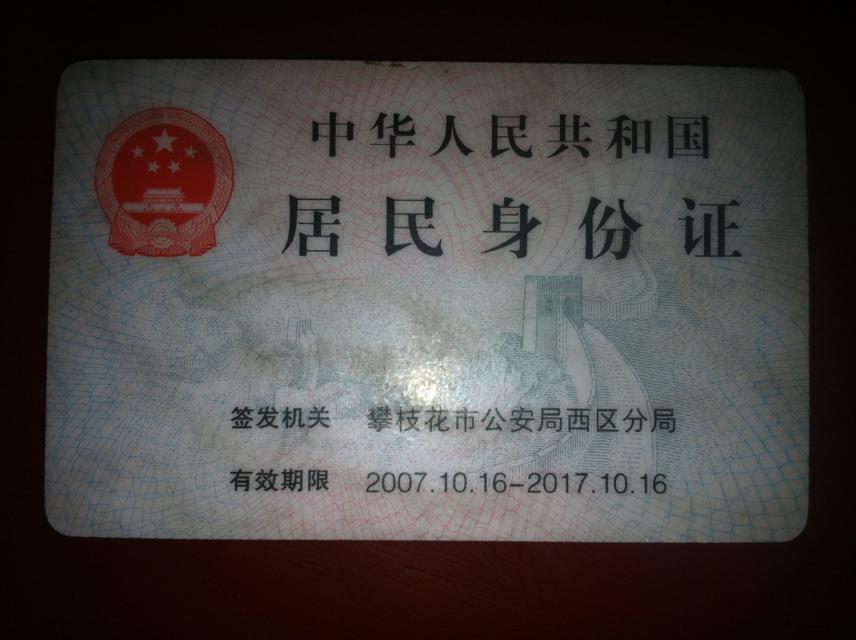 中华人民共和国
居民身份证
签发机关 攀枝花市公安局西区分局
有效期限 2007.10.16-2017.10.16